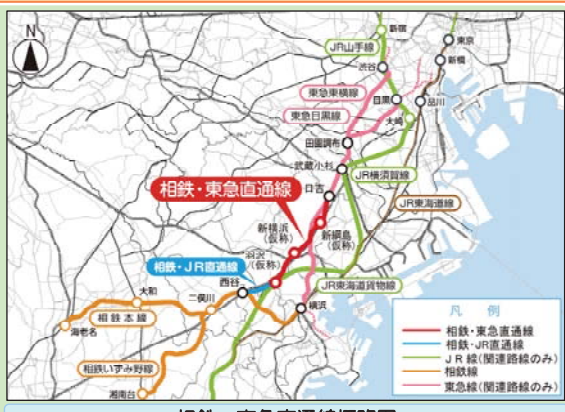 N
新宿
JR山手線
渋谷
東京
新橋
東急東横線
目黒
品川
東急目黒線
大崎
田園調布
武蔵小杉
JR横須賀線
日吉
相鉄・東急直通線
JR東海道線
新横浜
(仮称)
新綱島
(仮称)
羽沢
(仮称)
相鉄・JR直通線
西谷
JR東海道貨物線
大和
二俣川
横浜
相鉄本線
海老名
相鉄いずみ野線
湘南台
凡例
相鉄・東急直通線
相鉄・JR直通線
JR線(関連路線のみ)
相鉄線
東急線(関連路線のみ)